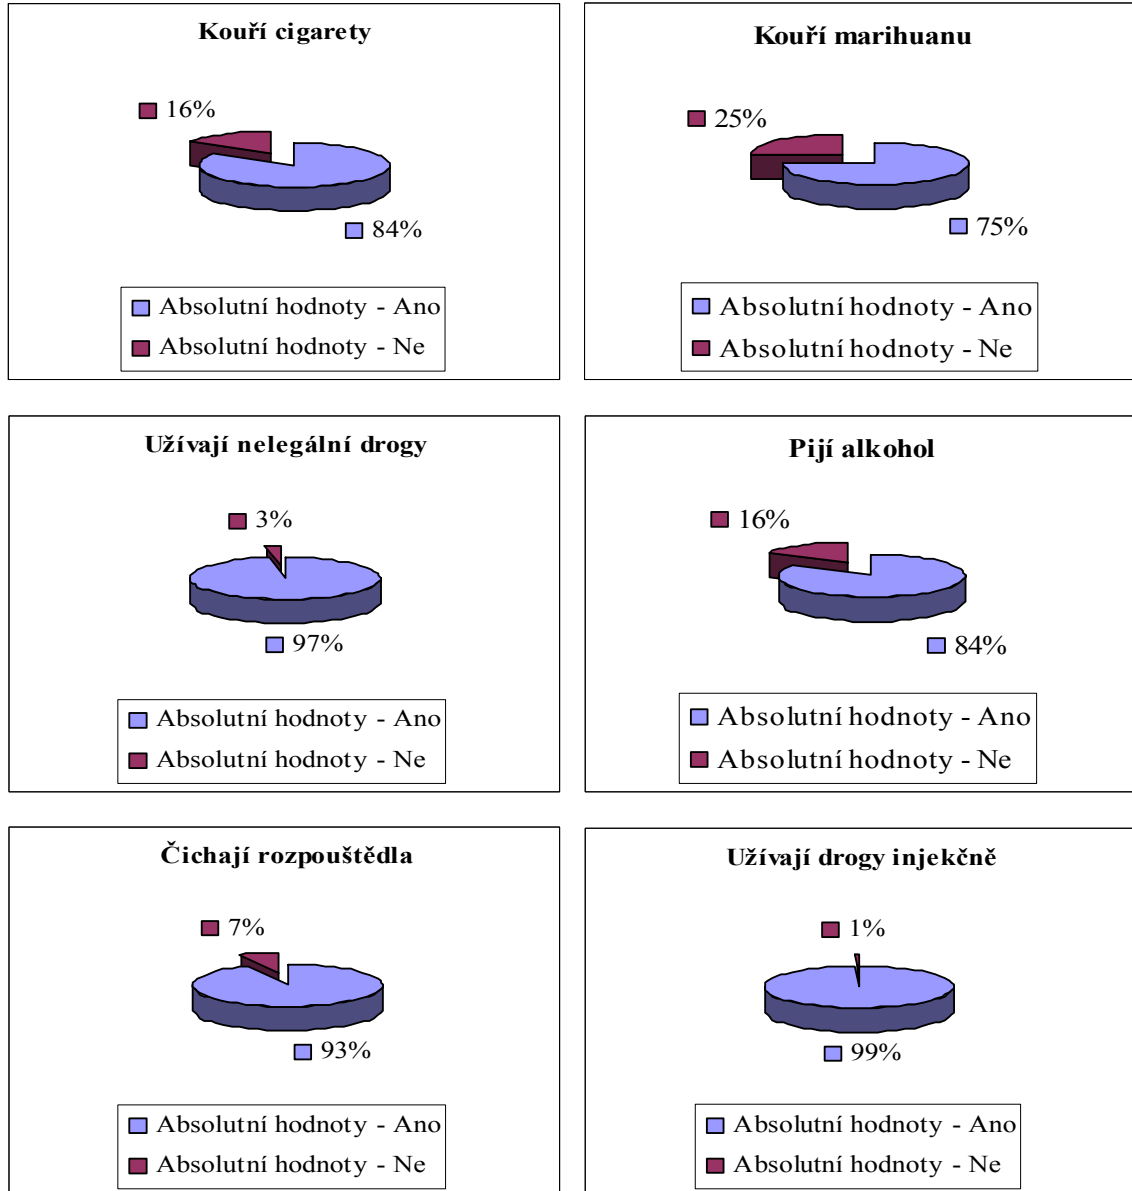 Kouří cigarety
16%
84%
Absolutní hodnoty - Ano
Absolutní hodnoty - Ne
Kouří marihuanu
25%
75%
Absolutní hodnoty - Ano
Absolutní hodnoty - Ne
Užívají nelegální drogy
3%
97%
Absolutní hodnoty - Ano
Absolutní hodnoty - Ne
Pijí alkohol
16%
84%
Absolutní hodnoty - Ano
Absolutní hodnoty - Ne
Čichají rozpouštědla
7%
93%
Absolutní hodnoty - Ano
Absolutní hodnoty - Ne
Užívají drogy injekčně
1%
99%
Absolutní hodnoty - Ano
Absolutní hodnoty - Ne